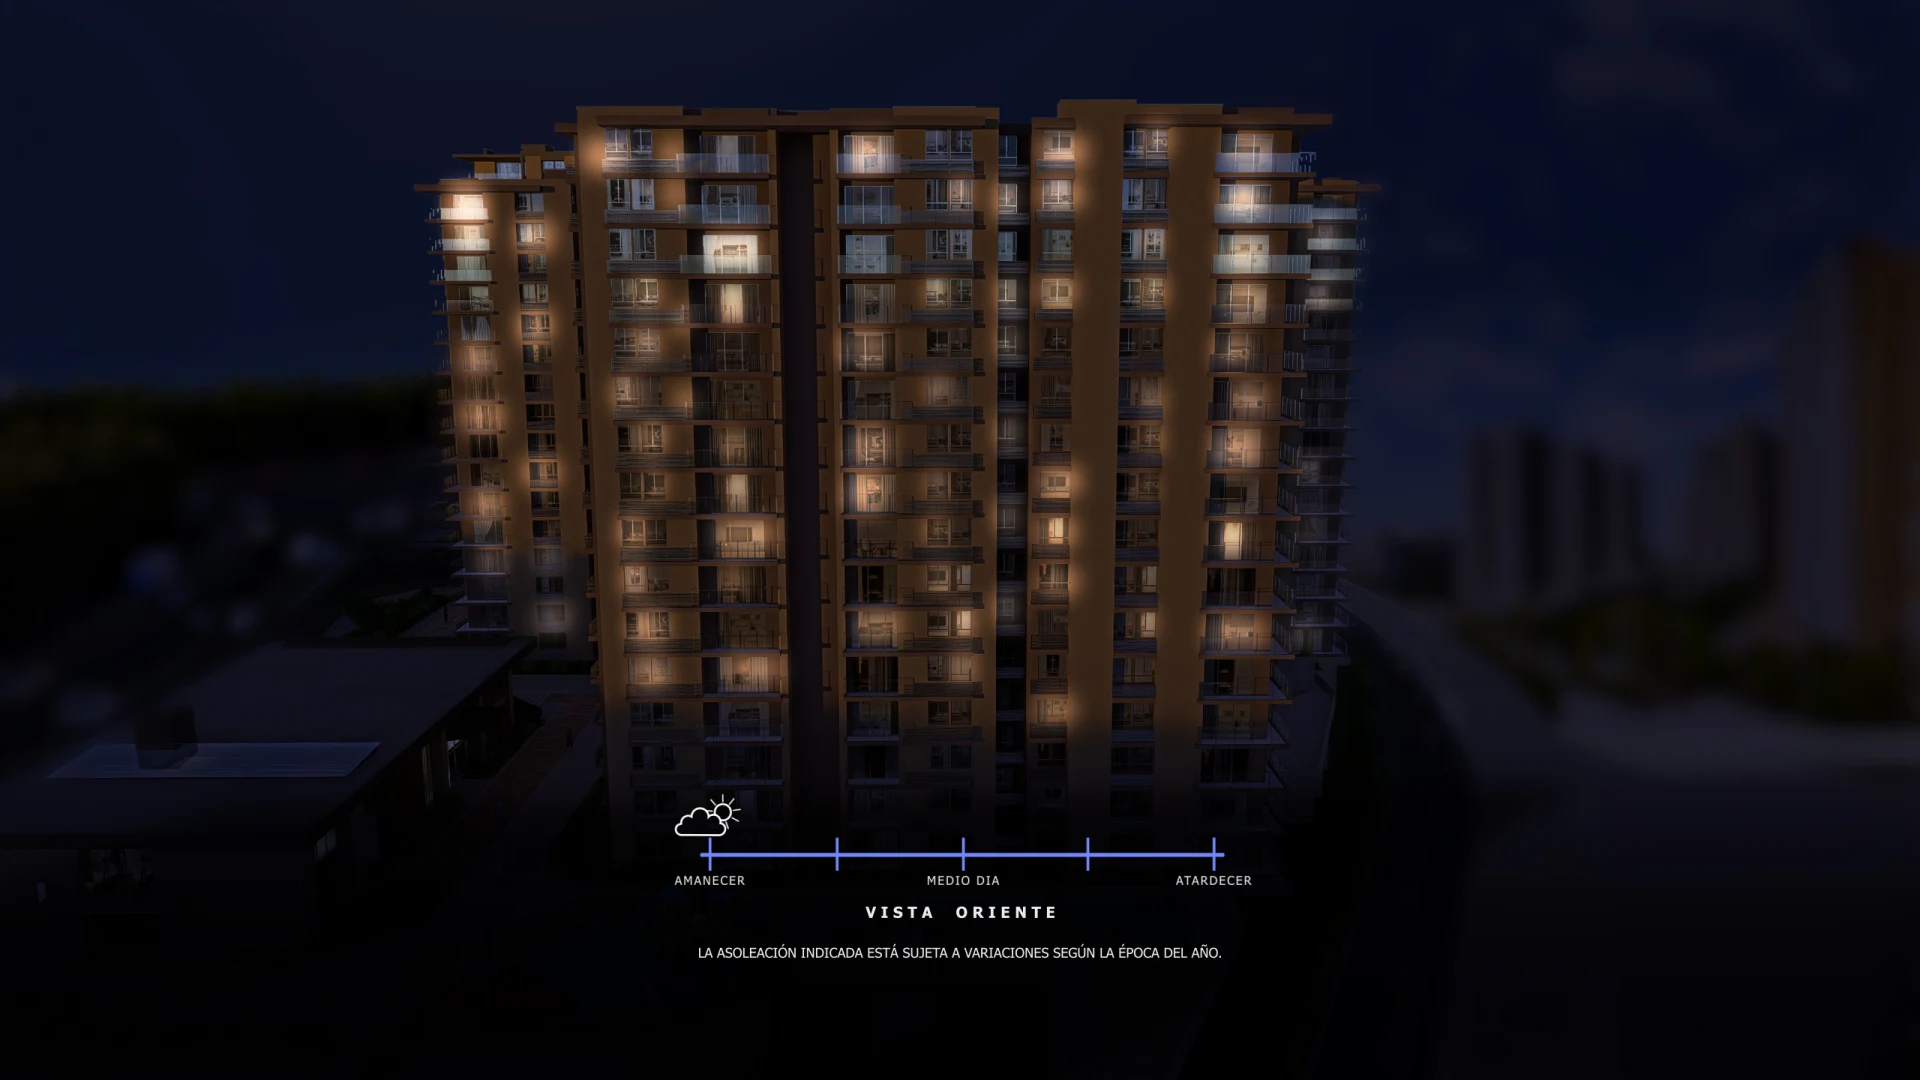 AMANECER MEDIO DIA ATARDECER
VISTA ORIENTE
LA ASOLEACIÓN INDICADA ESTÁ SUJETA A VARIACIONES SEGÚN LA ÉPOCA DEL AÑO.